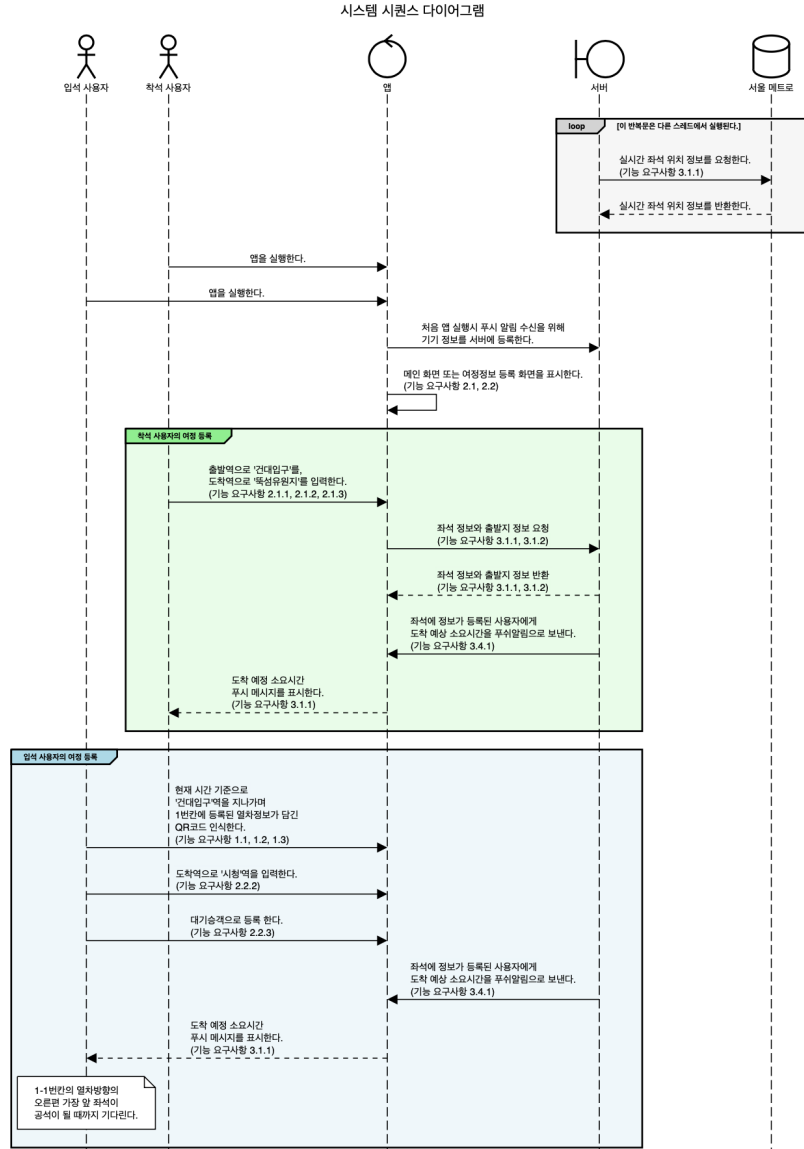 시스템 시퀀스 다이어그램
입석 사용자
착석 사용자
앱
서버
서울 메트로
loop
[이 반복문은 다른 스레드에서 실행된다.]
실시간 좌석 위치 정보를 요청한다.
(기능 요구사항 3.1.1)
실시간 좌석 위치 정보를 반환한다.
앱을 실행한다.
앱을 실행한다.
처음 앱 실행시 푸시 알림 수신을 위해
기기 정보를 서버에 등록한다.
메인 화면 또는 여정정보 등록 화면을 표시한다.
(기능 요구사항 2.1, 2.2)
착석 사용자의 여정 등록
출발역으로 '건대입구'를,
도착역으로 '뚝섬유원지'를 입력한다.
(기능 요구사항 2.1.1, 2.1.2, 2.1.3)
좌석 정보와 출발지 정보 요청
(기능 요구사항 3.1.1, 3.1.2)
좌석 정보와 출발지 정보 반환
(기능 요구사항 3.1.1, 3.1.2)
좌석에 정보가 등록된 사용자에게
도착 예상 소요시간을 푸쉬알림으로 보낸다.
(기능 요구사항 3.4.1)
도착 예정 소요시간
푸시 메시지를 표시한다.
(기능 요구사항 3.1.1)
입석 사용자의 여정 등록
현재 시간 기준으로
'건대입구'역을 지나가며
1번칸에 등록된 열차정보가 담긴
QR코드 인식한다.
(기능 요구사항 1.1, 1.2, 1.3)
도착역으로 '시청'역을 입력한다.
(기능 요구사항 2.2.2)
대기승객으로 등록 한다.
(기능 요구사항 2.2.3)
좌석에 정보가 등록된 사용자에게
도착 예상 소요시간을 푸쉬알림으로 보낸다.
(기능 요구사항 3.4.1)
도착 예정 소요시간
푸시 메시지를 표시한다.
(기능 요구사항 3.1.1)
1-1번칸의 열차방향의
오른편 가장 앞 좌석이
공석이 될 때까지 기다린다.